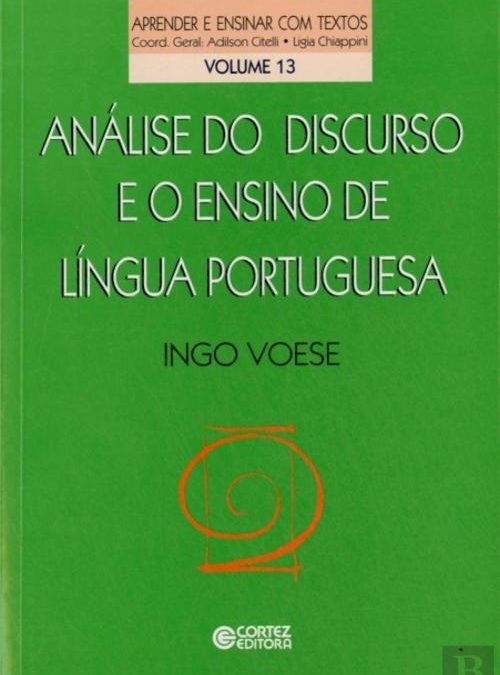 APRENDER E ENSINAR COM TEXTOS
Coord. Geral: Adilson Citelli • Ligia Chiappini
VOLUME 13
ANÁLISE DO DISCURSO
E O ENSINO DE
LÍNGUA PORTUGUESA
INGO VOESE
CORTEZ
EDITORA
B